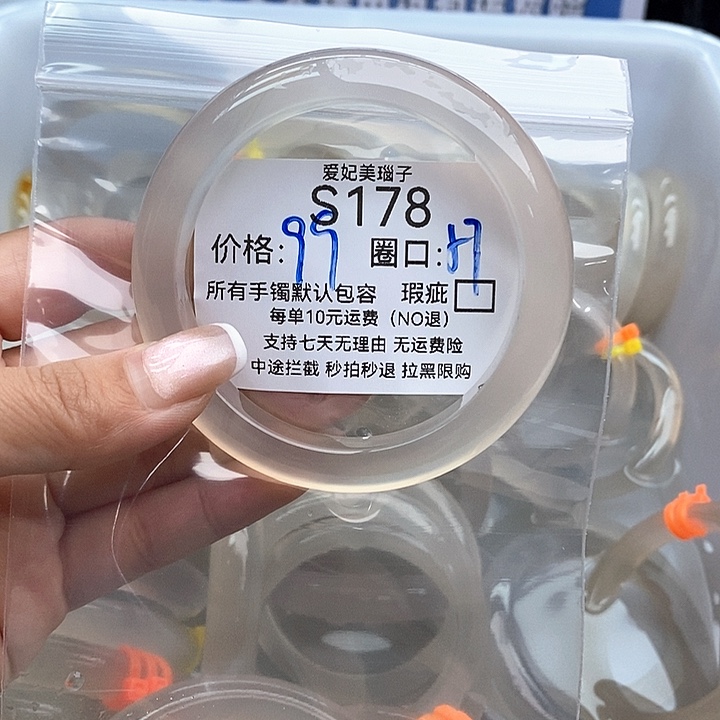 爱妃美瑙子
S178
价格:99 圈口:57
所有手镯默认包容 瑕疵
每单10元运费（NO退）
支持七天无理由 无运费险
中途拦截 秒拍秒退 拉黑限购